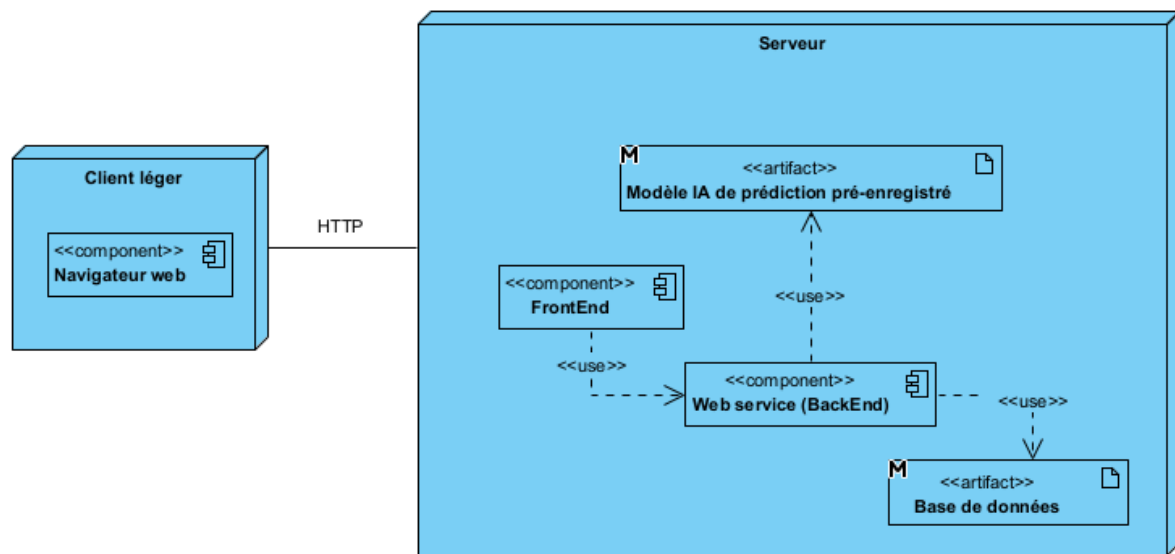 Serveur
Client léger
<<component>>
Navigateur web
HTTP
M
<<artifact>>
Modèle IA de prédiction pré-enregistré
<<use>>
<<component>>
FrontEnd
<<use>>
<<component>>
Web service (BackEnd)
<<use>>
M
<<artifact>>
Base de données